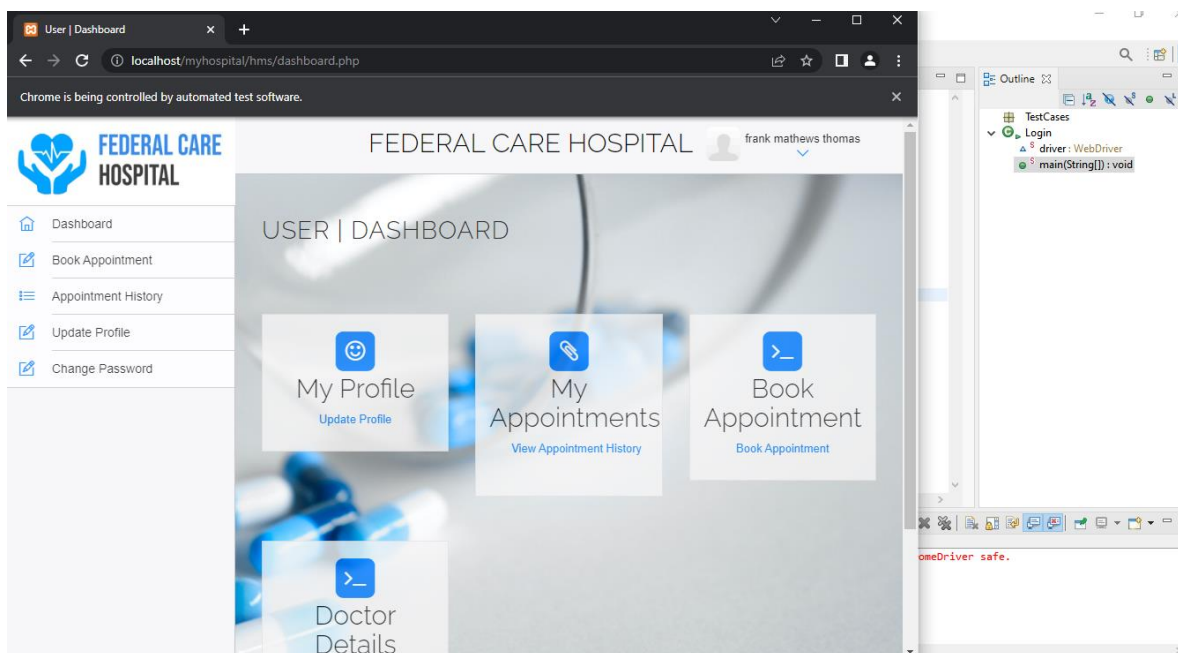 User | Dashboard
localhost/myhospital/hms/dashboard.php
Chrome is being controlled by automated test software.
FEDERAL CARE
HOSPITAL
FEDERAL CARE HOSPITAL
frank mathews thomas
Dashboard
Book Appointment
Appointment History
Update Profile
Change Password
USER | DASHBOARD
My Profile
Update Profile
My
Appointments
View Appointment History
Book
Appointment
Book Appointment
Doctor
Details
Outline
TestCases
Login
driver : WebDriver
main(String[]) : void
omeDriver safe.